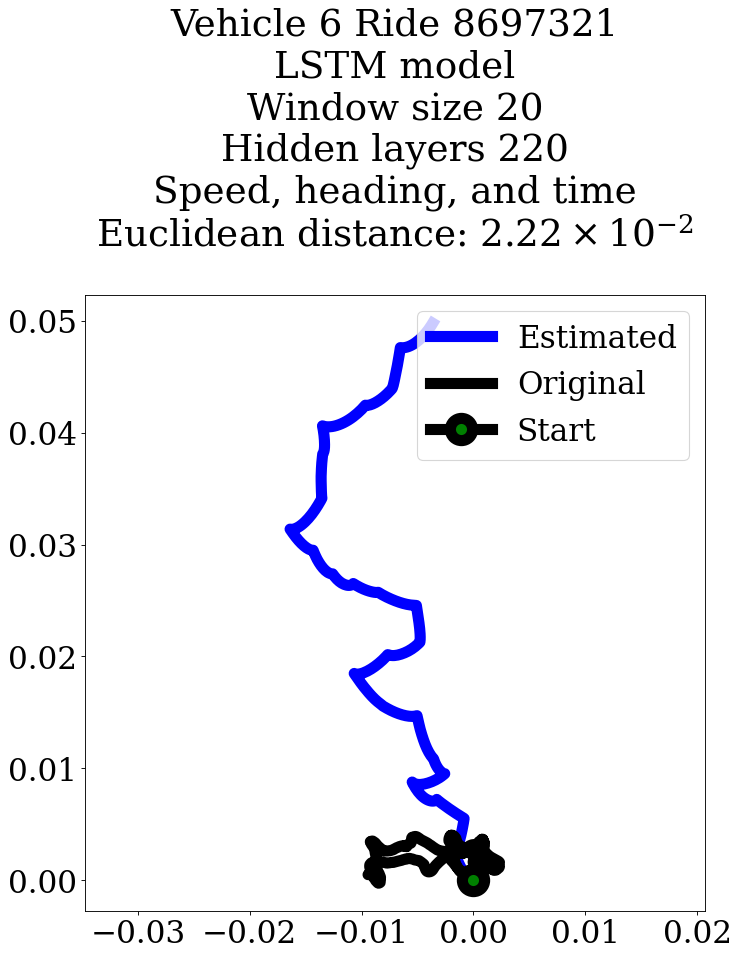 Vehicle 6 Ride 8697321
LSTM model
Window size 20
Hidden layers 220
Speed, heading, and time
Euclidean distance: 2.22 × 10⁻²
0.05
0.04
0.03
0.02
0.01
0.00
Estimated
Original
Start
−0.03 −0.02 −0.01 0.00 0.01 0.02